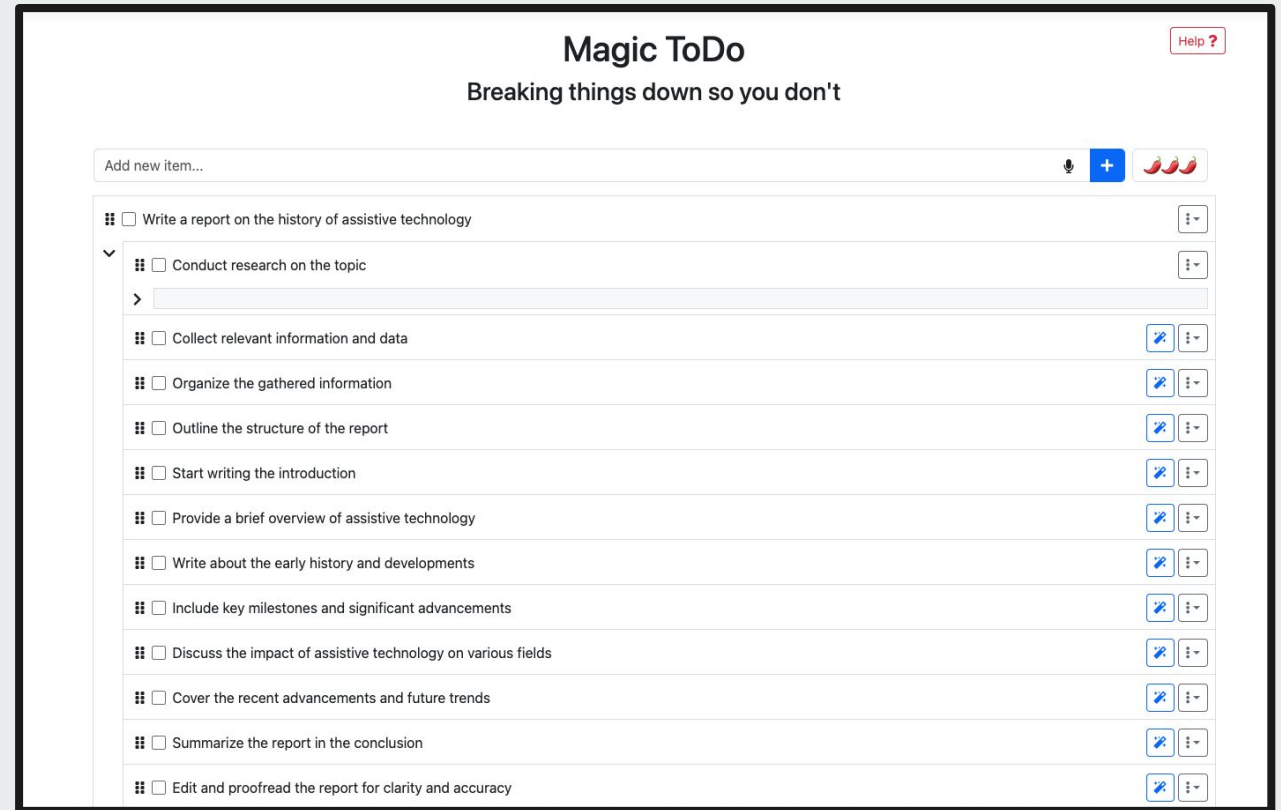 Magic ToDo
Help ?
Breaking things down so you don't
Add new item...
Write a report on the history of assistive technology
Conduct research on the topic
Collect relevant information and data
Organize the gathered information
Outline the structure of the report
Start writing the introduction
Provide a brief overview of assistive technology
Write about the early history and developments
Include key milestones and significant advancements
Discuss the impact of assistive technology on various fields
Cover the recent advancements and future trends
Summarize the report in the conclusion
Edit and proofread the report for clarity and accuracy